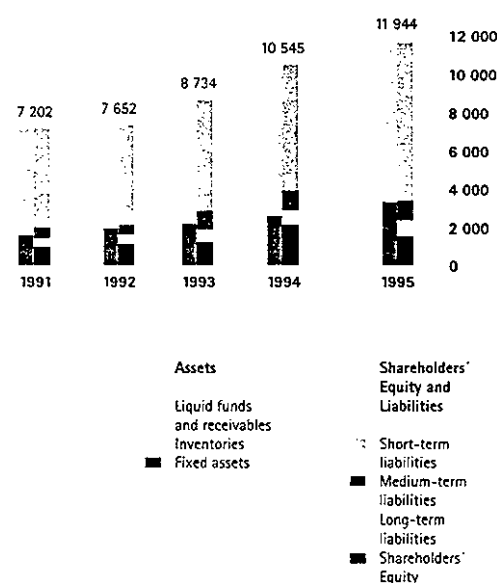 11 944
12 000
10 545
10 000
8 734
8 000
7 202
7 652
6 000
4 000
2 000
0
1991
1992
1993
1994
1995
Assets
Liquid funds
and receivables
Inventories
Fixed assets
Shareholders'
Equity and
Liabilities
Short-term
liabilities
Medium-term
liabilities
Long-term
liabilities
Shareholders'
Equity